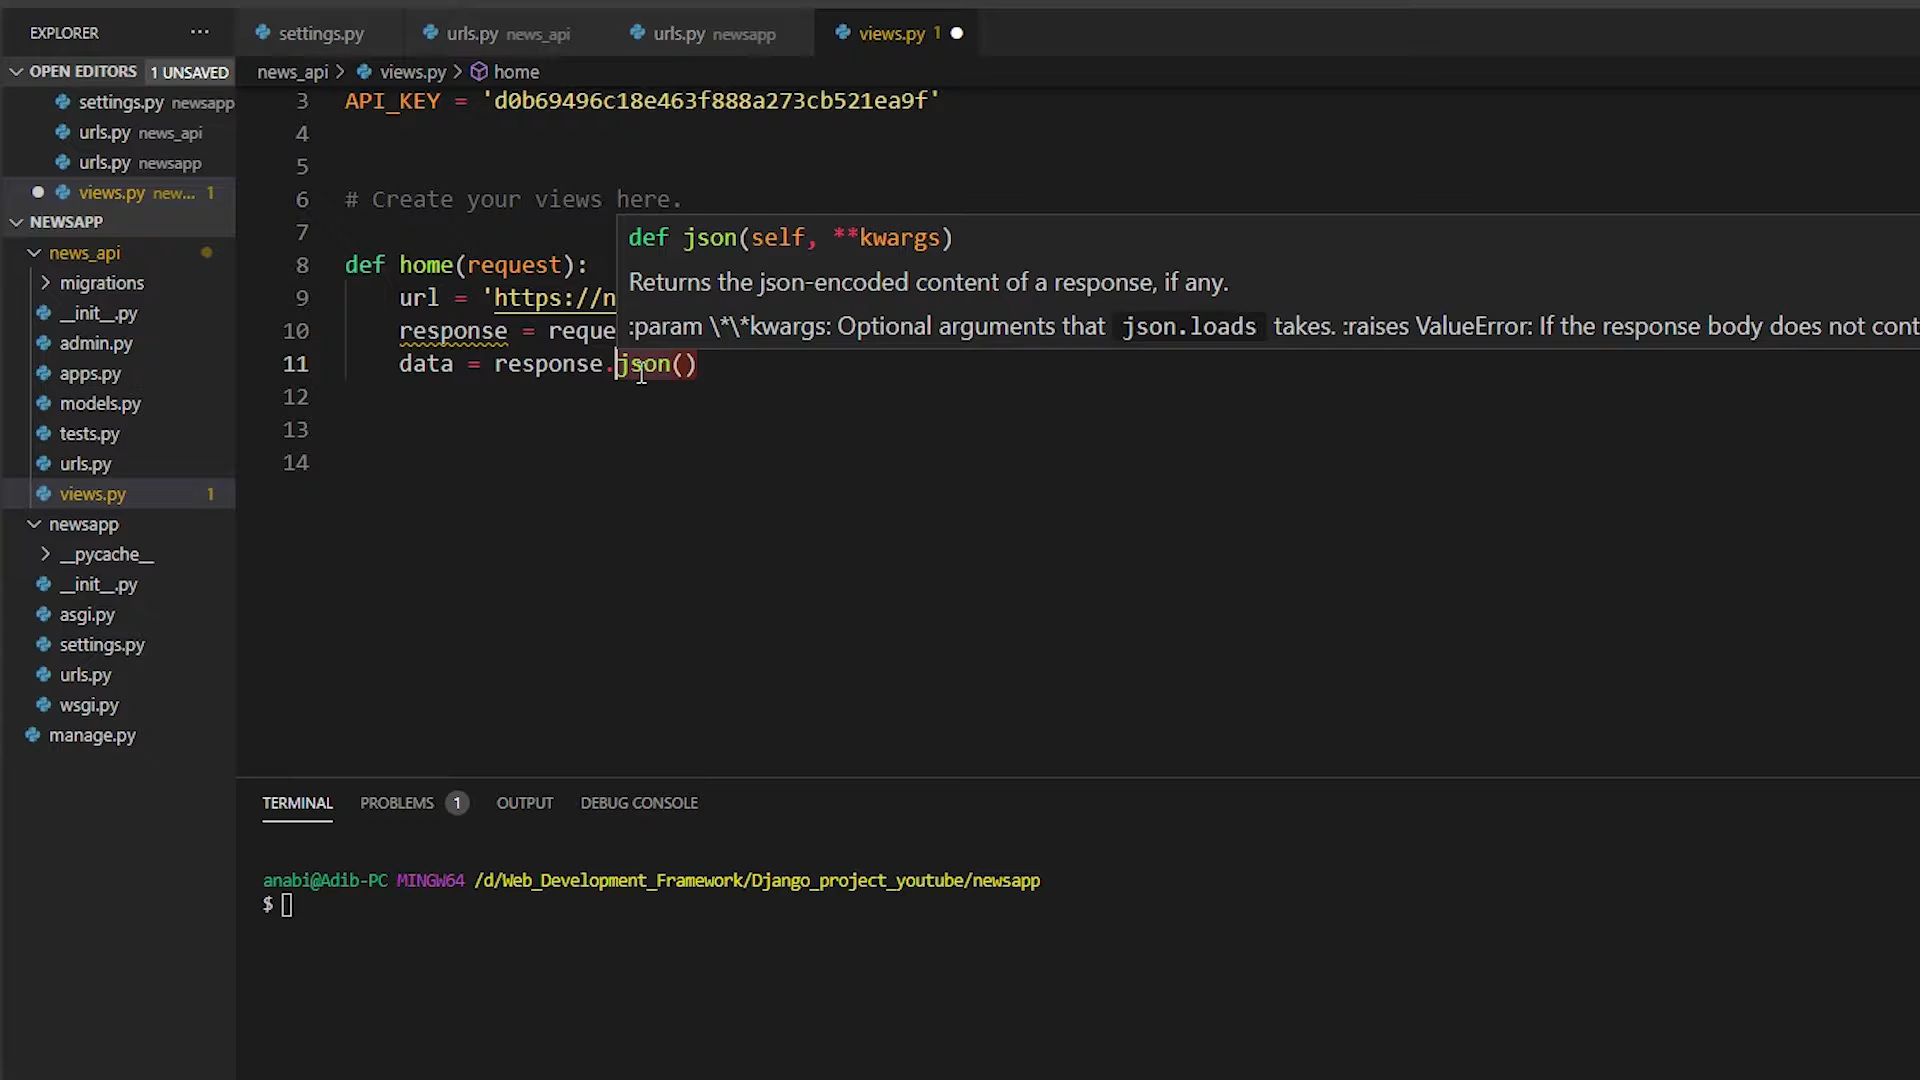 EXPLORER ···
settings.py
urls.py news_api
urls.py newsapp
views.py 1
OPEN EDITORS 1 UNSAVED
news_api > views.py > home
settings.py newsapp
urls.py news_api
urls.py newsapp
views.py new... 1
NEWSAPP
news_api
migrations
__init__.py
admin.py
apps.py
models.py
tests.py
urls.py
views.py 1
newsapp
__pycache__
__init__.py
asgi.py
settings.py
urls.py
wsgi.py
manage.py
3 API_KEY = 'd0b69496c18e463f888a273cb521ea9f'
4
5
6 # Create your views here.
7
8 def home(request):
9 url = 'https://n
10 response = reque
11 data = response.json()
12
13
14
def json(self, **kwargs)
Returns the json-encoded content of a response, if any.
:param \*\*kwargs: Optional arguments that json.loads takes. :raises ValueError: If the response body does not cont
TERMINAL PROBLEMS 1 OUTPUT DEBUG CONSOLE
anabi@Adib-PC MINGW64 /d/Web_Development_Framework/Django_project_youtube/newsapp
$